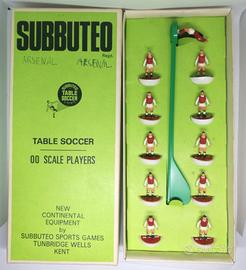 SUBBUTEO
Regd.
ARSENAL ARSENAL
TABLE
SOCCER
TABLE SOCCER
00 SCALE PLAYERS
NEW
CONTINENTAL
EQUIPMENT
by
SUBBUTEO SPORTS GAMES
TUNBRIDGE WELLS
KENT